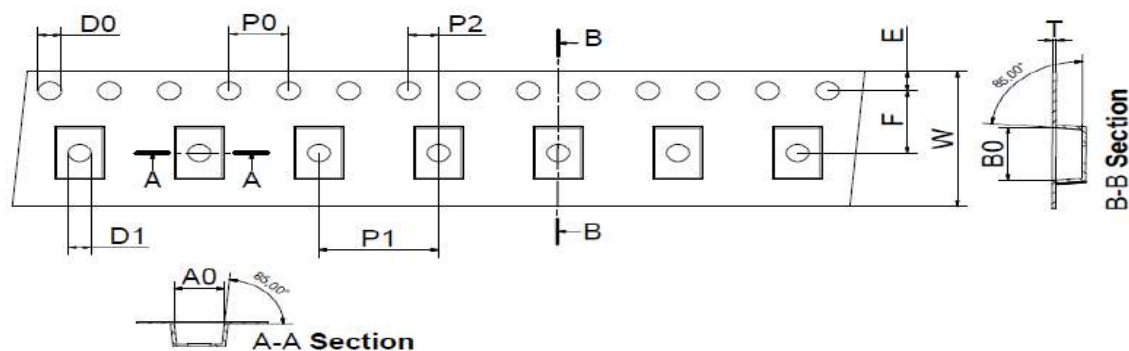 D0
P0
P2
B
E
T
85.00°
F
W
B0
B-B Section
A
A
D1
P1
B
A0
85.00°
A-A Section